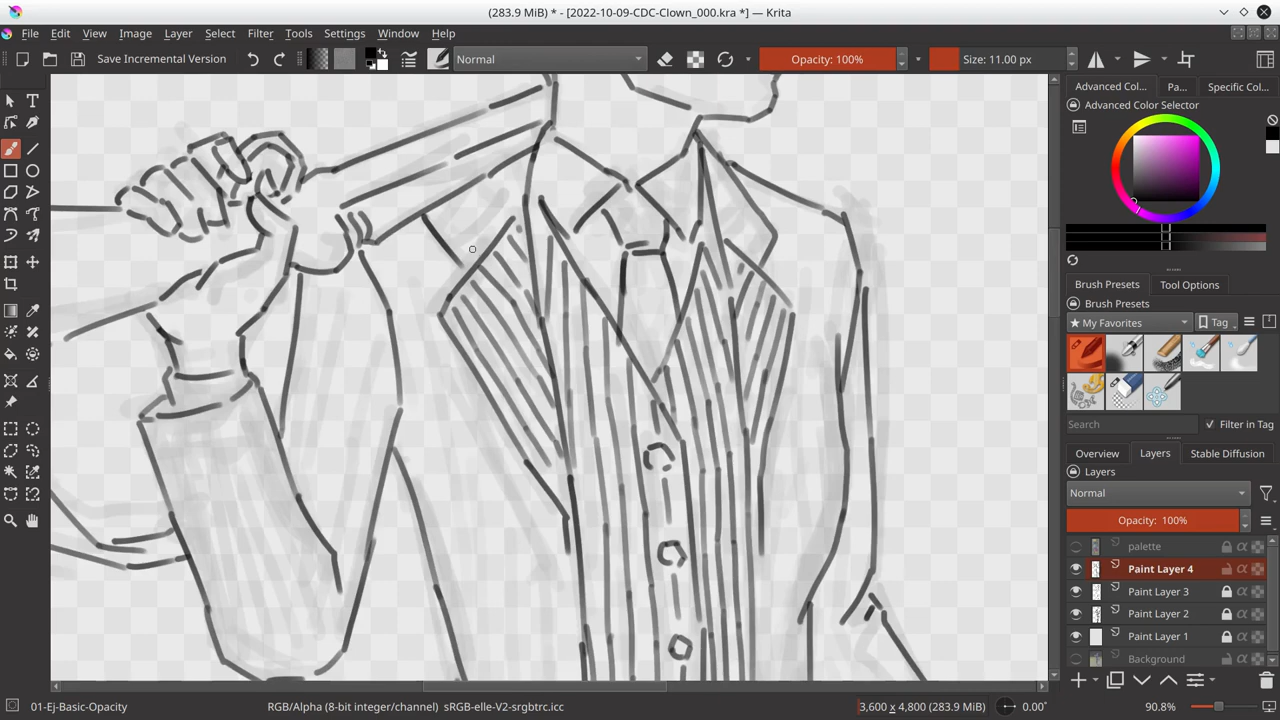 (283.9 MiB) * - [2022-10-09-CDC-Clown_000.kra *] — Krita
File Edit View Image Layer Select Filter Tools Settings Window Help
Save Incremental Version Normal Opacity: 100% Size: 11.00 px
Advanced Col... Pa... Specific Col...
Advanced Color Selector
Brush Presets Tool Options
Brush Presets
★ My Favorites Tag
Search Filter in Tag
Overview Layers Stable Diffusion
Layers
Normal
Opacity: 100%
palette
Paint Layer 4
Paint Layer 3
Paint Layer 2
Paint Layer 1
Background
01-Ej-Basic-Opacity RGB/Alpha (8-bit integer/channel) sRGB-elle-V2-srgbtrc.icc 3,600 x 4,800 (283.9 MiB) 0.00° 90.8%